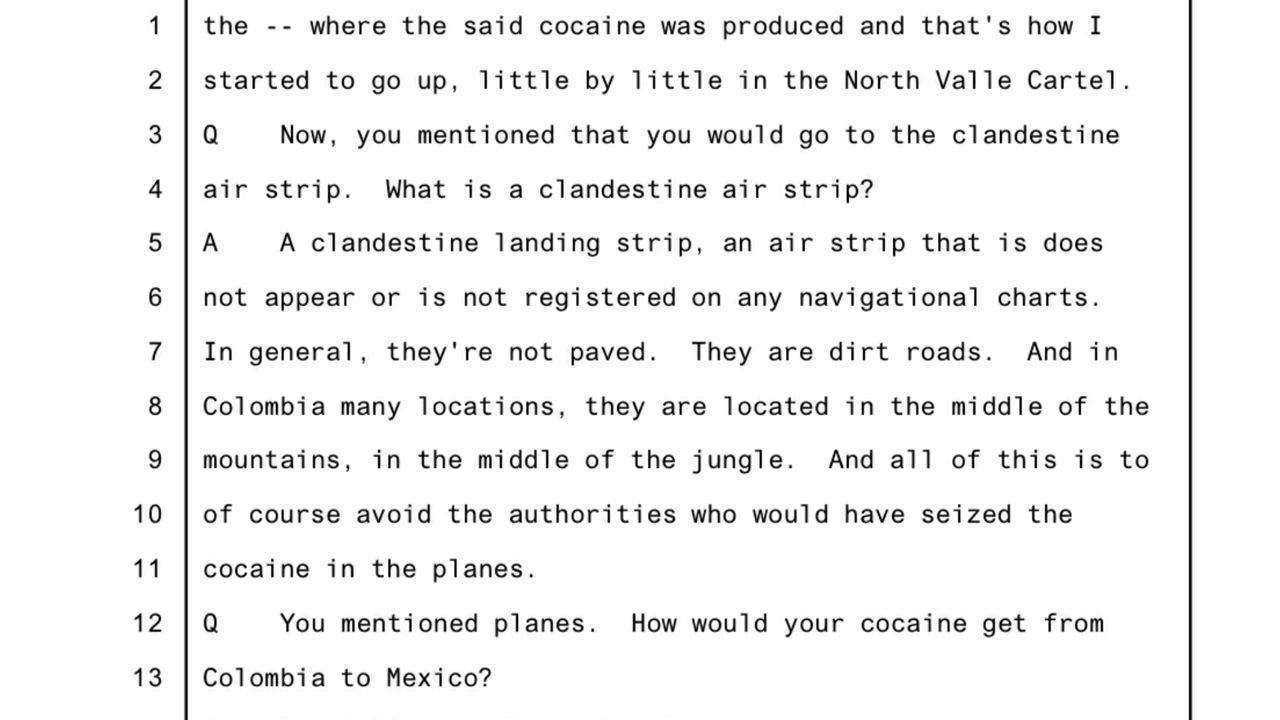 1 the -- where the said cocaine was produced and that's how I
2 started to go up, little by little in the North Valle Cartel.
3 Q Now, you mentioned that you would go to the clandestine
4 air strip. What is a clandestine air strip?
5 A A clandestine landing strip, an air strip that is does
6 not appear or is not registered on any navigational charts.
7 In general, they're not paved. They are dirt roads. And in
8 Colombia many locations, they are located in the middle of the
9 mountains, in the middle of the jungle. And all of this is to
10 of course avoid the authorities who would have seized the
11 cocaine in the planes.
12 Q You mentioned planes. How would your cocaine get from
13 Colombia to Mexico?